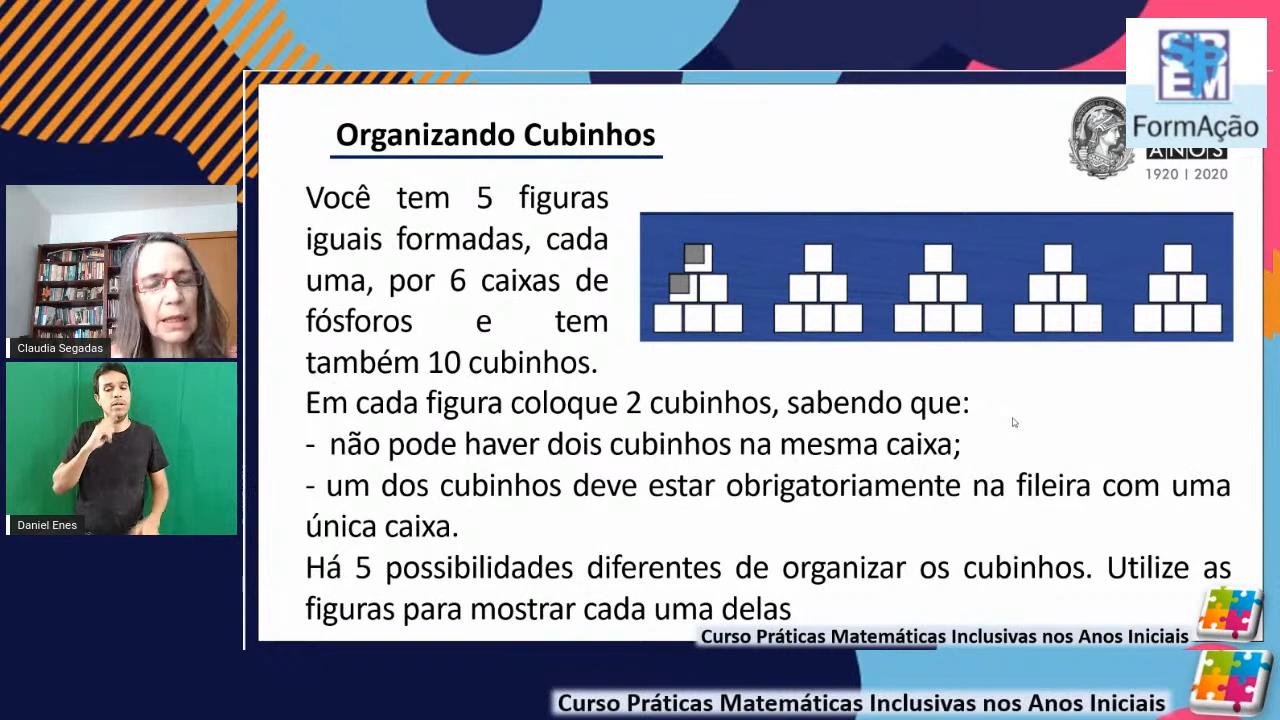 SBEM
FormAção
ANOS
1920 | 2020
Organizando Cubinhos
Você tem 5 figuras
iguais formadas, cada
uma, por 6 caixas de
fósforos e tem
também 10 cubinhos.
Em cada figura coloque 2 cubinhos, sabendo que:
- não pode haver dois cubinhos na mesma caixa;
- um dos cubinhos deve estar obrigatoriamente na fileira com uma
única caixa.
Há 5 possibilidades diferentes de organizar os cubinhos. Utilize as
figuras para mostrar cada uma delas
Claudia Segadas
Daniel Enes
Curso Práticas Matemáticas Inclusivas nos Anos Iniciais
Curso Práticas Matemáticas Inclusivas nos Anos Iniciais